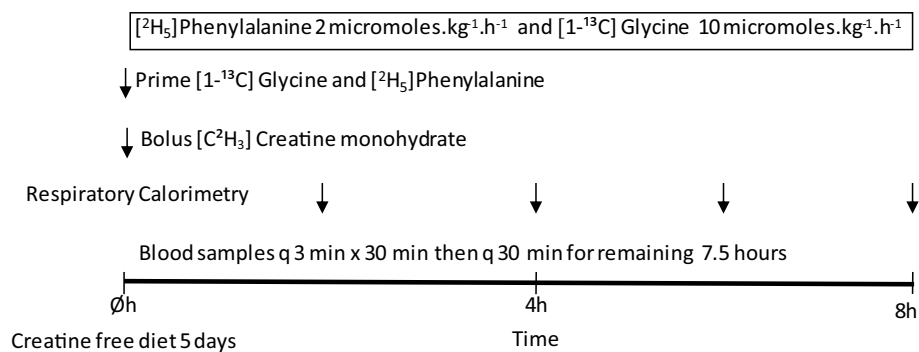 [²H₅]Phenylalanine 2 micromoles.kg⁻¹.h⁻¹ and [1-¹³C] Glycine 10 micromoles.kg⁻¹.h⁻¹
Prime [1-¹³C] Glycine and [²H₅]Phenylalanine
Bolus [C²H₃] Creatine monohydrate
Respiratory Calorimetry
Blood samples q 3 min x 30 min then q 30 min for remaining 7.5 hours
Øh 4h 8h
Creatine free diet 5 days Time